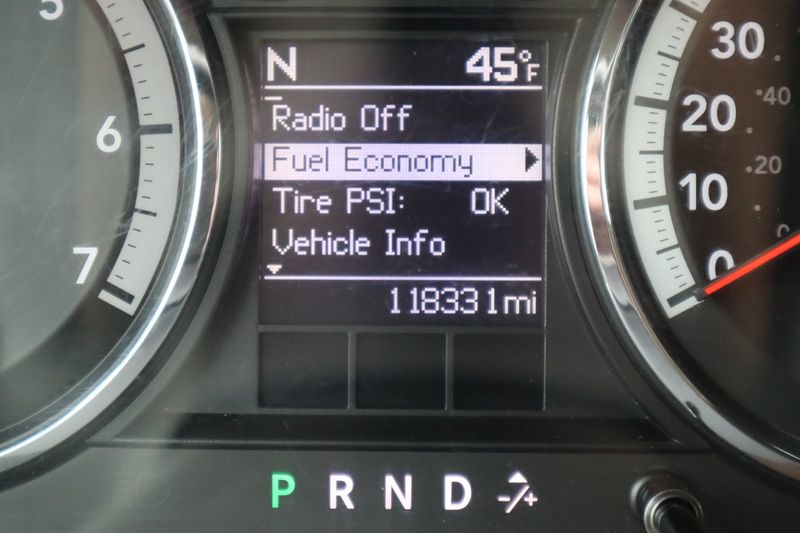 5
6
7
N 45°F
Radio Off
Fuel Economy
Tire PSI: OK
Vehicle Info
118331mi
30
20
10
0
40
20
0
P R N D -/+